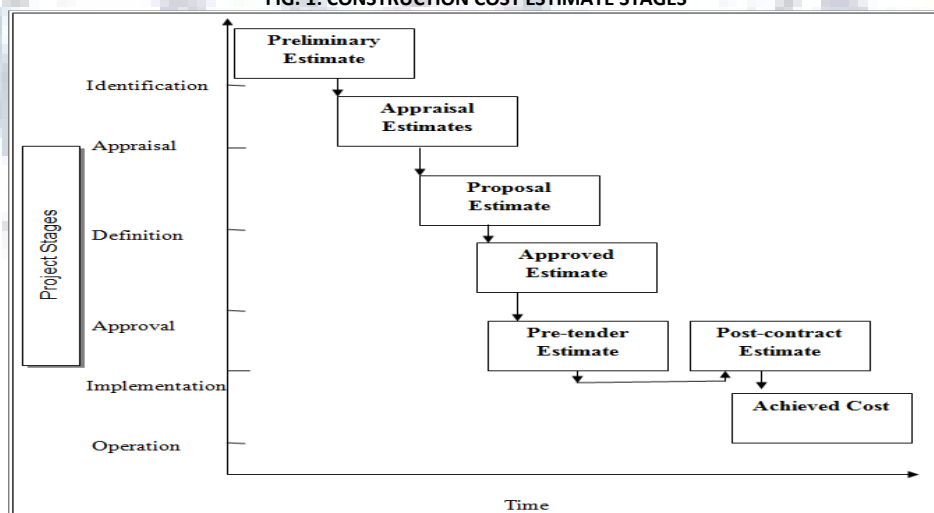 FIG. 1: CONSTRUCTION COST ESTIMATE STAGES
Preliminary
Estimate
Identification
Appraisal
Estimates
Appraisal
Proposal
Estimate
Project Stages
Definition
Approved
Estimate
Approval
Pre-tender
Estimate
Post-contract
Estimate
Implementation
Achieved Cost
Operation
Time